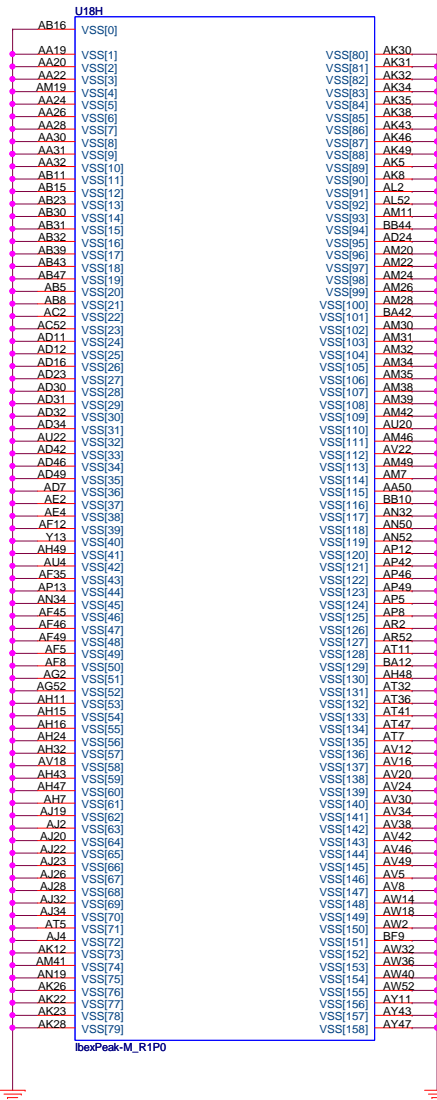 U18H
AB16 VSS[0]
AA19 VSS[1] VSS[80] AK30
AA20 VSS[2] VSS[81] AK31
AA22 VSS[3] VSS[82] AK32
AM19 VSS[4] VSS[83] AK34
AA24 VSS[5] VSS[84] AK35
AA26 VSS[6] VSS[85] AK38
AA28 VSS[7] VSS[86] AK43
AA30 VSS[8] VSS[87] AK46
AA31 VSS[9] VSS[88] AK49
AA32 VSS[10] VSS[89] AK5
AB11 VSS[11] VSS[90] AK8
AB15 VSS[12] VSS[91] AL2
AB23 VSS[13] VSS[92] AL52
AB30 VSS[14] VSS[93] AM11
AB31 VSS[15] VSS[94] BB44
AB32 VSS[16] VSS[95] AD24
AB39 VSS[17] VSS[96] AM20
AB43 VSS[18] VSS[97] AM22
AB47 VSS[19] VSS[98] AM24
AB5 VSS[20] VSS[99] AM26
AB8 VSS[21] VSS[100] AM28
AC2 VSS[22] VSS[101] BA42
AC52 VSS[23] VSS[102] AM30
AD11 VSS[24] VSS[103] AM31
AD12 VSS[25] VSS[104] AM32
AD16 VSS[26] VSS[105] AM34
AD23 VSS[27] VSS[106] AM35
AD30 VSS[28] VSS[107] AM38
AD31 VSS[29] VSS[108] AM39
AD32 VSS[30] VSS[109] AM42
AD34 VSS[31] VSS[110] AU20
AU22 VSS[32] VSS[111] AM46
AD42 VSS[33] VSS[112] AV22
AD46 VSS[34] VSS[113] AM49
AD49 VSS[35] VSS[114] AM7
AD7 VSS[36] VSS[115] AA50
AE2 VSS[37] VSS[116] BB10
AE4 VSS[38] VSS[117] AN32
AF12 VSS[39] VSS[118] AN50
Y13 VSS[40] VSS[119] AN52
AH49 VSS[41] VSS[120] AP12
AU4 VSS[42] VSS[121] AP42
AF35 VSS[43] VSS[122] AP46
AP13 VSS[44] VSS[123] AP49
AN34 VSS[45] VSS[124] AP5
AF45 VSS[46] VSS[125] AP8
AF46 VSS[47] VSS[126] AR2
AF49 VSS[48] VSS[127] AR52
AF5 VSS[49] VSS[128] AT11
AF8 VSS[50] VSS[129] BA12
AG2 VSS[51] VSS[130] AH48
AG52 VSS[52] VSS[131] AT32
AH11 VSS[53] VSS[132] AT36
AH15 VSS[54] VSS[133] AT41
AH16 VSS[55] VSS[134] AT47
AH24 VSS[56] VSS[135] AT7
AH32 VSS[57] VSS[136] AV12
AV18 VSS[58] VSS[137] AV16
AH43 VSS[59] VSS[138] AV20
AH47 VSS[60] VSS[139] AV24
AH7 VSS[61] VSS[140] AV30
AJ19 VSS[62] VSS[141] AV34
AJ2 VSS[63] VSS[142] AV38
AJ20 VSS[64] VSS[143] AV42
AJ22 VSS[65] VSS[144] AV46
AJ23 VSS[66] VSS[145] AV49
AJ26 VSS[67] VSS[146] AV5
AJ28 VSS[68] VSS[147] AV8
AJ32 VSS[69] VSS[148] AW14
AJ34 VSS[70] VSS[149] AW18
AT5 VSS[71] VSS[150] AW2
AJ4 VSS[72] VSS[151] BF9
AK12 VSS[73] VSS[152] AW32
AM41 VSS[74] VSS[153] AW36
AN19 VSS[75] VSS[154] AW40
AK26 VSS[76] VSS[155] AW52
AK22 VSS[77] VSS[156] AY11
AK23 VSS[78] VSS[157] AY43
AK28 VSS[79] VSS[158] AY47
IbexPeak-M_R1P0